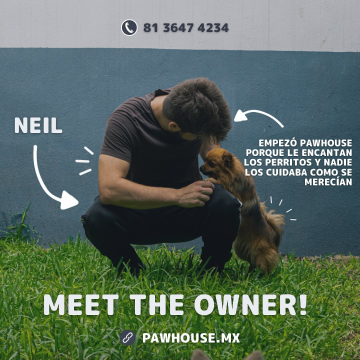 81 3647 4234
NEIL
EMPEZÓ PAWHOUSE
PORQUE LE ENCANTAN
LOS PERRITOS Y NADIE
LOS CUIDABA COMO SE
MERECÍAN
MEET THE OWNER!
PAWHOUSE.MX